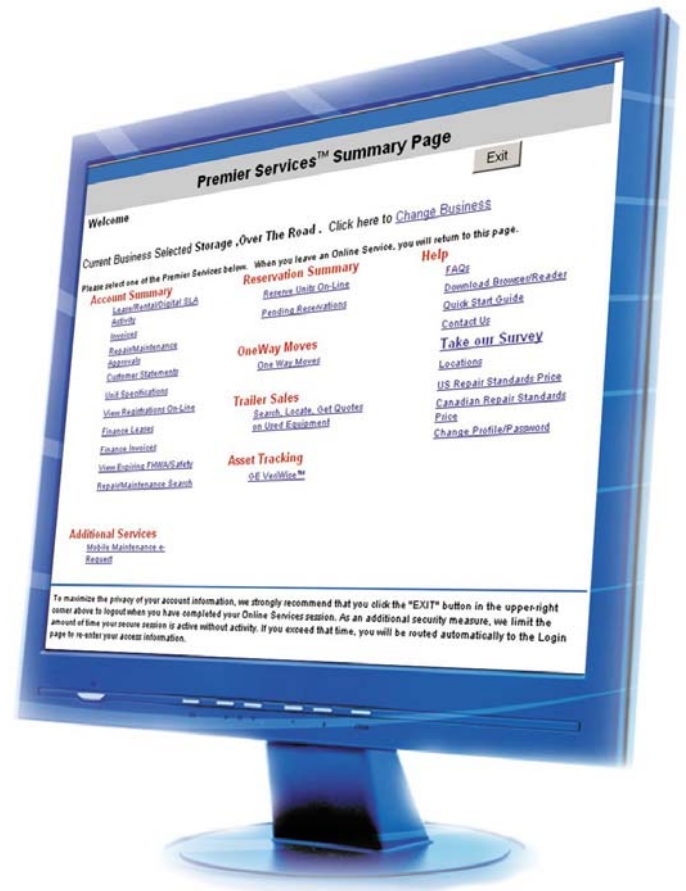 Premier Services™ Summary Page
Exit
Welcome
Current Business Selected Storage ,Over The Road . Click here to Change Business
Please select one of the Premier Services below. When you leave an Online Service, you will return to this page.
Account Summary
Lease/Rental/Digital SLA
Activity
Invoices
Repair/Maintenance
Approvals
Customer Statements
Unit Specifications
View Registrations On-Line
Finance Leases
Finance Invoices
View Expiring FHWA/Safety
Repair/Maintenance Search
Additional Services
Mobile Maintenance e-
Request
Reservation Summary
Reserve Units On-Line
Pending Reservations
OneWay Moves
One Way Moves
Trailer Sales
Search, Locate, Get Quotes
on Used Equipment
Asset Tracking
GE VeriWise™
Help
FAQs
Download Browser/Reader
Quick Start Guide
Contact Us
Take our Survey
Locations
US Repair Standards Price
Canadian Repair Standards
Price
Change Profile/Password
To maximize the privacy of your account information, we strongly recommend that you click the "EXIT" button in the upper-right
corner above to logout when you have completed your Online Services session. As an additional security measure, we limit the
amount of time your secure session is active without activity. If you exceed that time, you will be routed automatically to the Login
page to re-enter your access information.